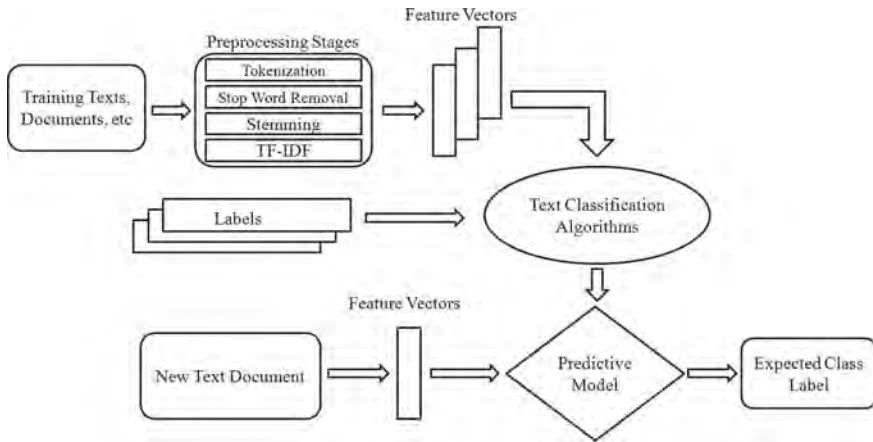 Feature Vectors
Preprocessing Stages
Tokenization
Stop Word Removal
Stemming
TF-IDF
Training Texts,
Documents, etc
Labels
Text Classification
Algorithms
Feature Vectors
New Text Document
Predictive
Model
Expected Class
Label